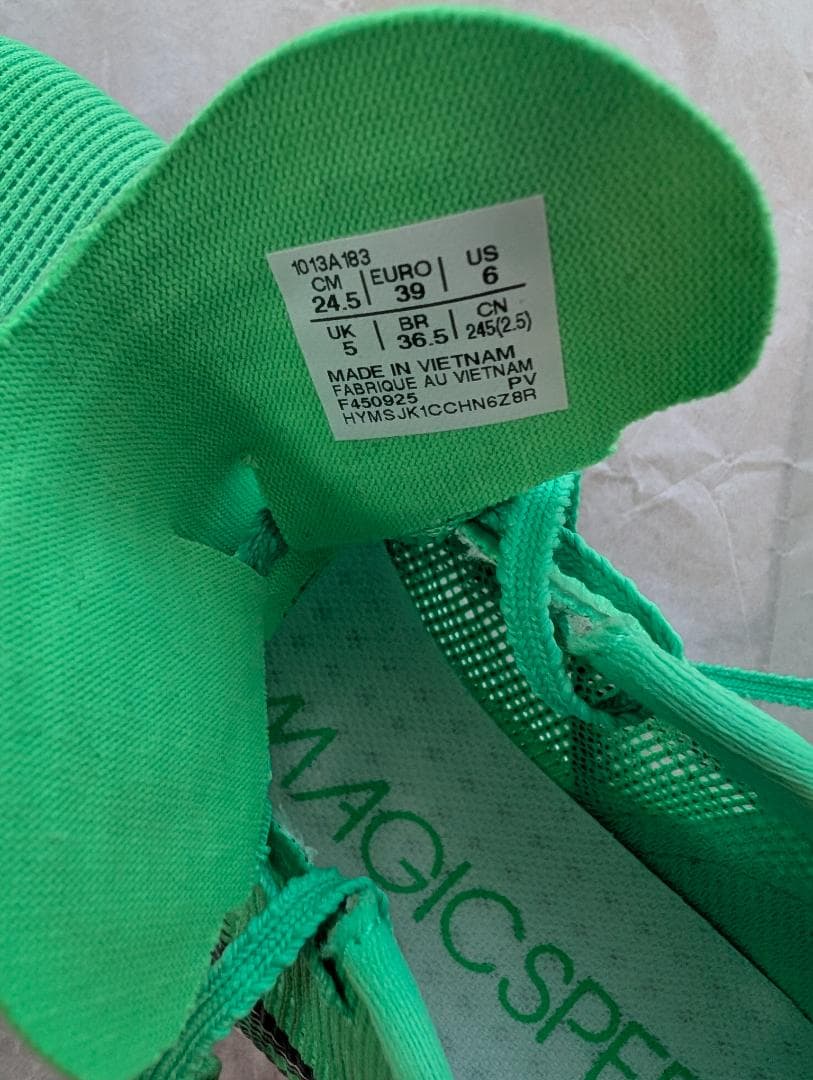 1013A183
CM | EURO | US
24.5 | 39 | 6
UK | BR | CN
5 | 36.5 | 245(2.5)
MADE IN VIETNAM
FABRIQUE AU VIETNAM
F450925 PV
HYMSJK1CCHN6Z8R
MAGICSPE